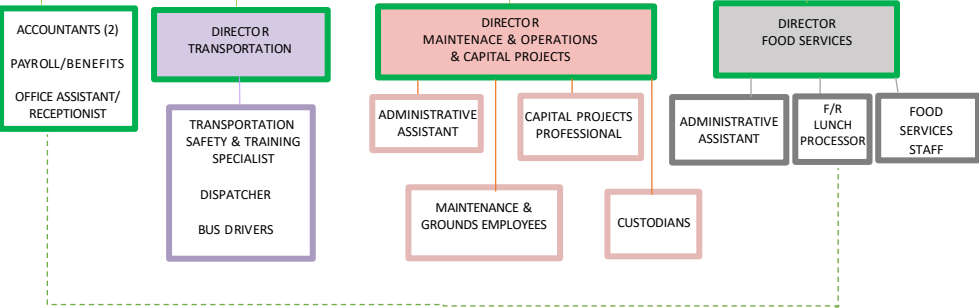 ACCOUNTANTS (2)
PAYROLL/BENEFITS
OFFICE ASSISTANT/
RECEPTIONIST
DIRECTOR
TRANSPORTATION
TRANSPORTATION
SAFETY & TRAINING
SPECIALIST
DISPATCHER
BUS DRIVERS
DIRECTOR
MAINTENACE & OPERATIONS
& CAPITAL PROJECTS
ADMINISTRATIVE
ASSISTANT
CAPITAL PROJECTS
PROFESSIONAL
MAINTENANCE &
GROUNDS EMPLOYEES
CUSTODIANS
DIRECTOR
FOOD SERVICES
ADMINISTRATIVE
ASSISTANT
F/R
LUNCH
PROCESSOR
FOOD
SERVICES
STAFF